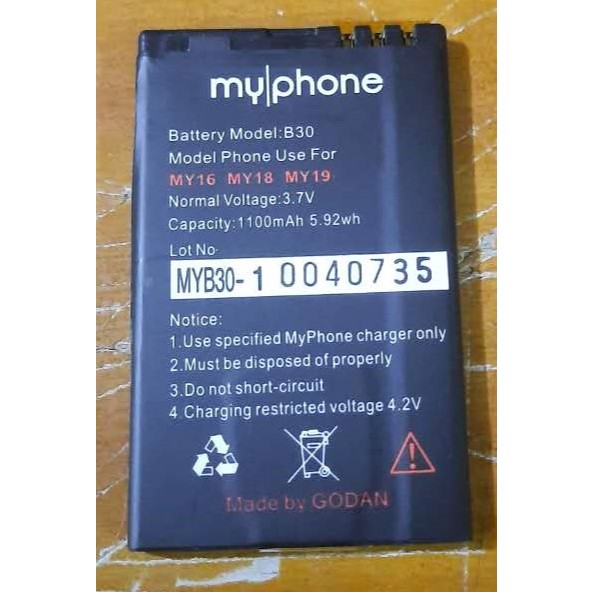 my|phone
Battery Model:B30
Model Phone Use For
MY16 MY18 MY19
Normal Voltage:3.7V
Capacity:1100mAh 5.92wh
Lot No
MYB30-1 0040735
Notice:
1.Use specified MyPhone charger only
2.Must be disposed of properly
3.Do not short-circuit
4.Charging restricted voltage 4.2V
Made by GODAN